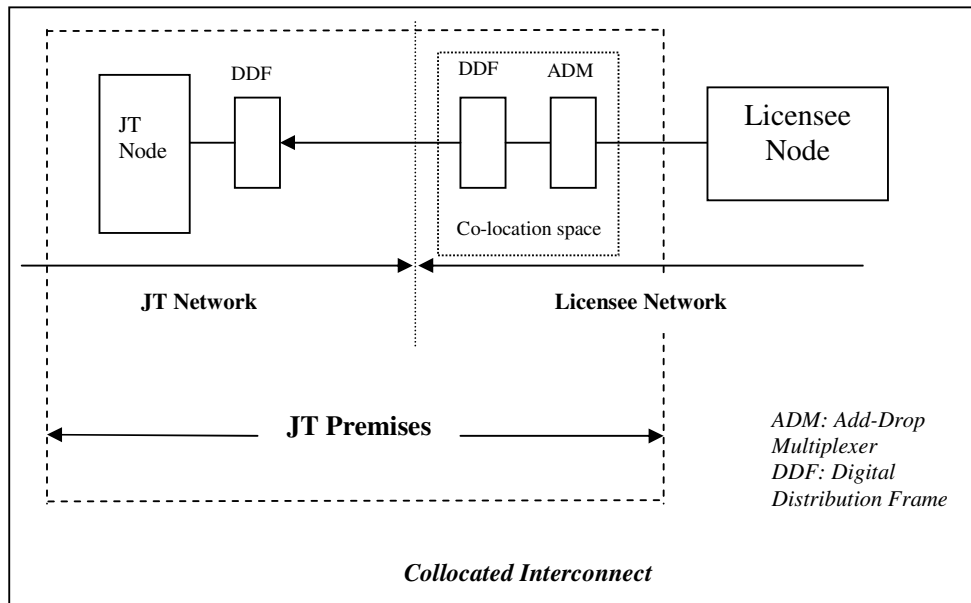 DDF
DDF
ADM
JT
Node
Licensee
Node
Co-location space
JT Network
Licensee Network
JT Premises
ADM: Add-Drop
Multiplexer
DDF: Digital
Distribution Frame
Collocated Interconnect